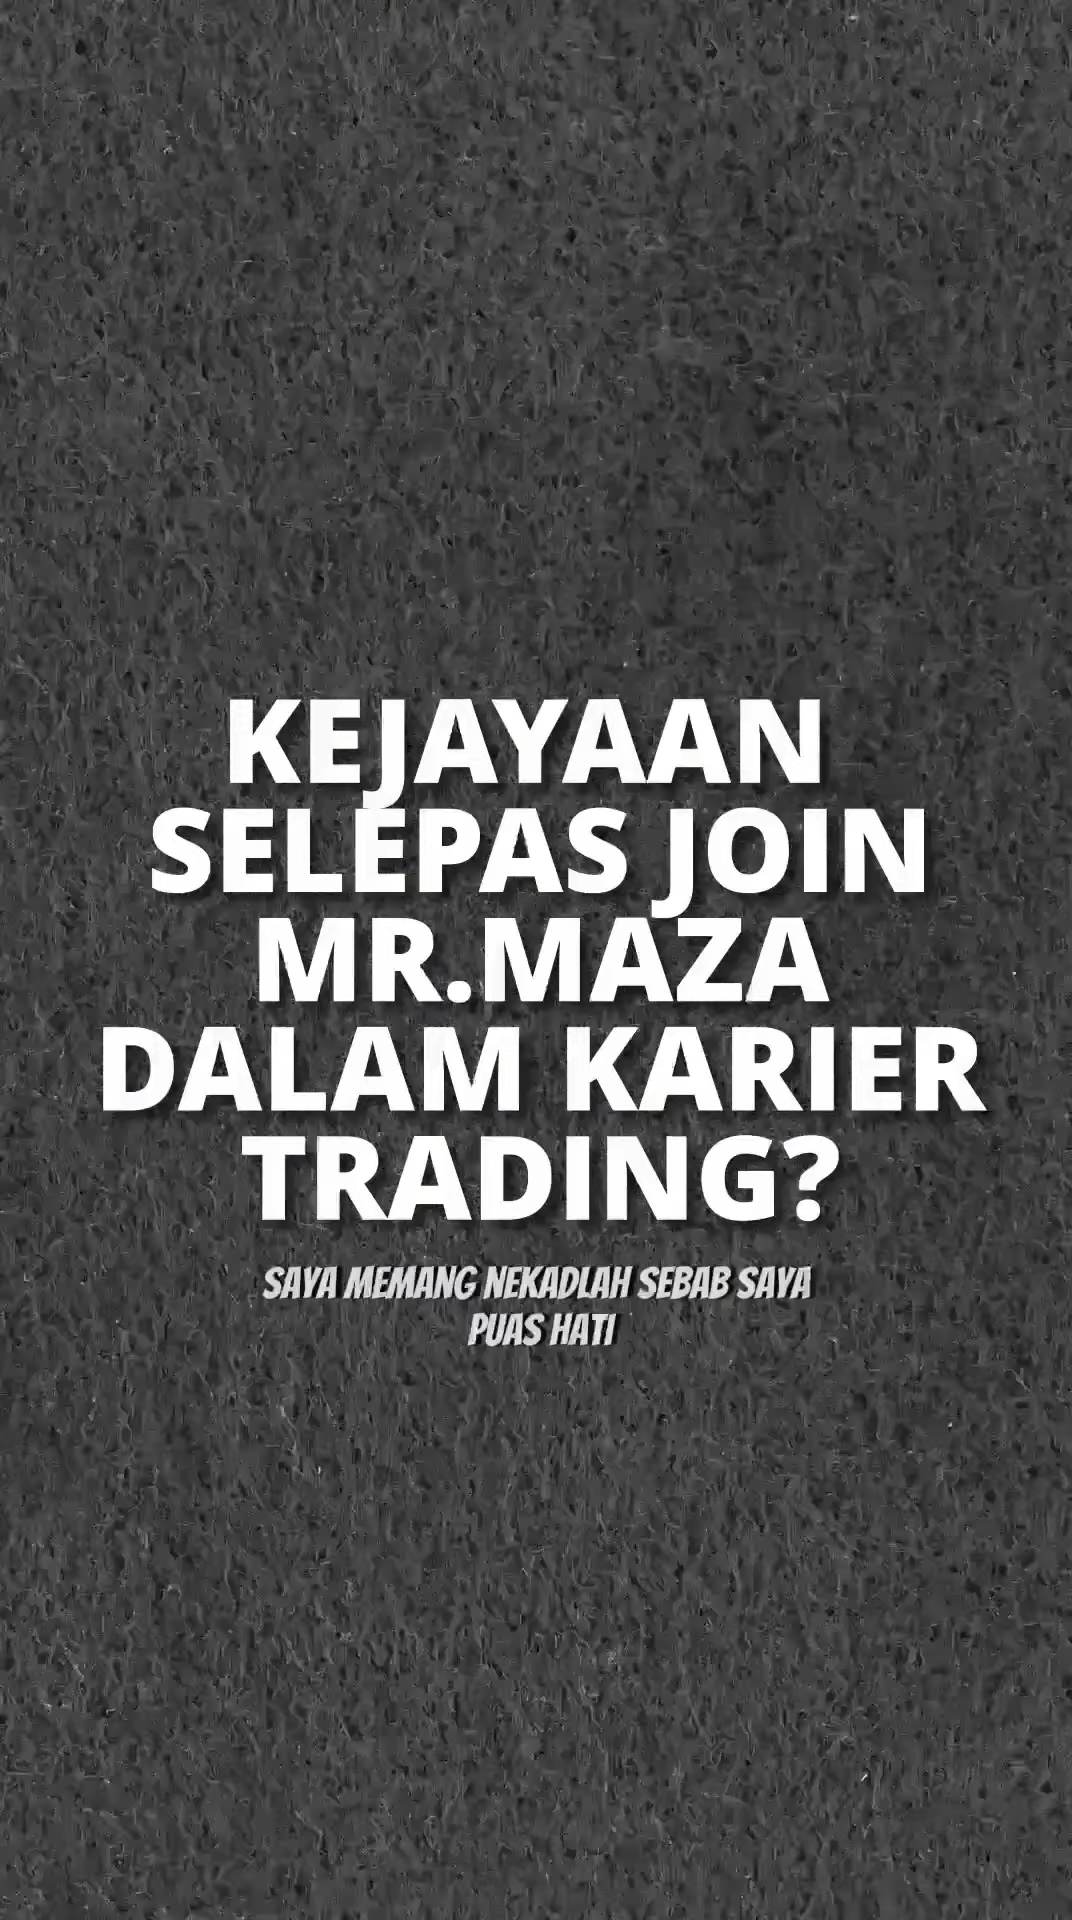 KEJAYAAN
SELEPAS JOIN
MR.MAZA
DALAM KARIER
TRADING?
SAYA MEMANG NEKADLAH SEBAB SAYA
PUAS HATI